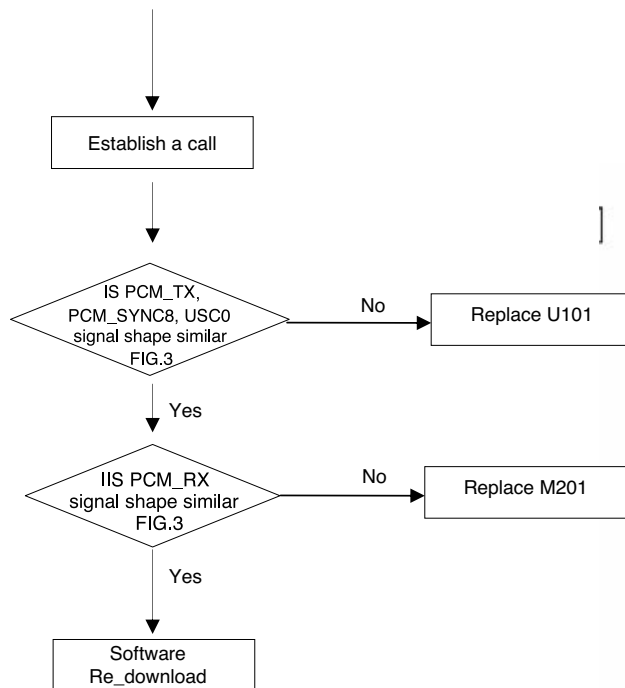 Establish a call
IS PCM_TX,
PCM_SYNC8, USC0
signal shape similar
FIG.3
No
Replace U101
Yes
IIS PCM_RX
signal shape similar
FIG.3
No
Replace M201
Yes
Software
Re_download